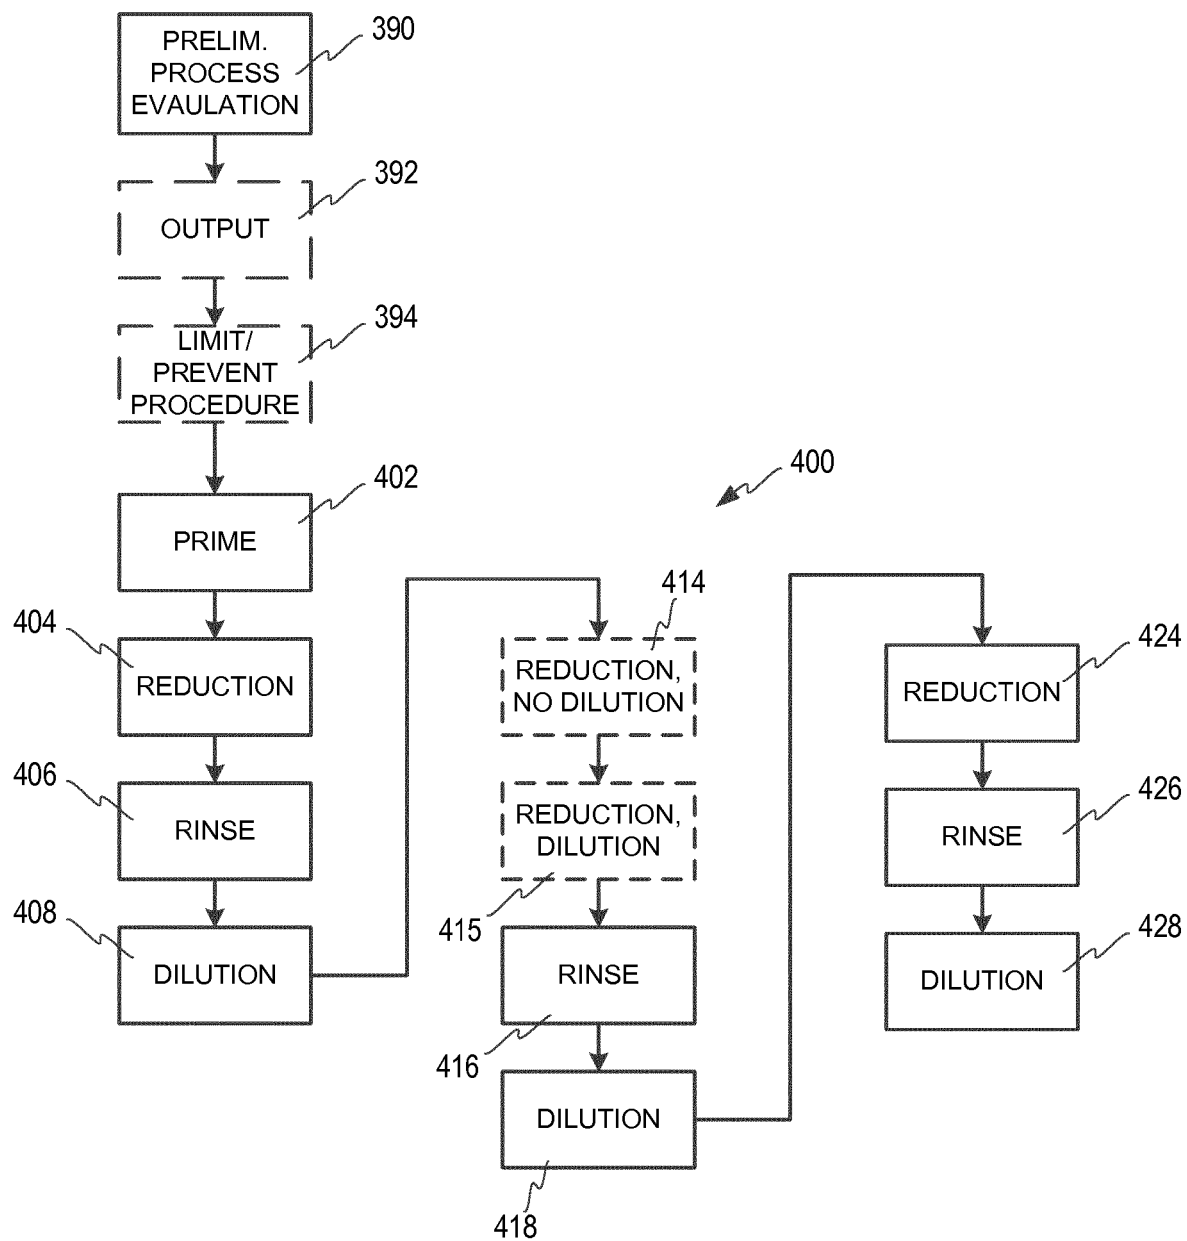 390
PRELIM.
PROCESS
EVAULATION
392
OUTPUT
394
LIMIT/
PREVENT
PROCEDURE
402
PRIME
404
REDUCTION
406
RINSE
408
DILUTION
400
414
REDUCTION,
NO DILUTION
REDUCTION,
DILUTION
415
RINSE
416
DILUTION
418
424
REDUCTION
426
RINSE
428
DILUTION